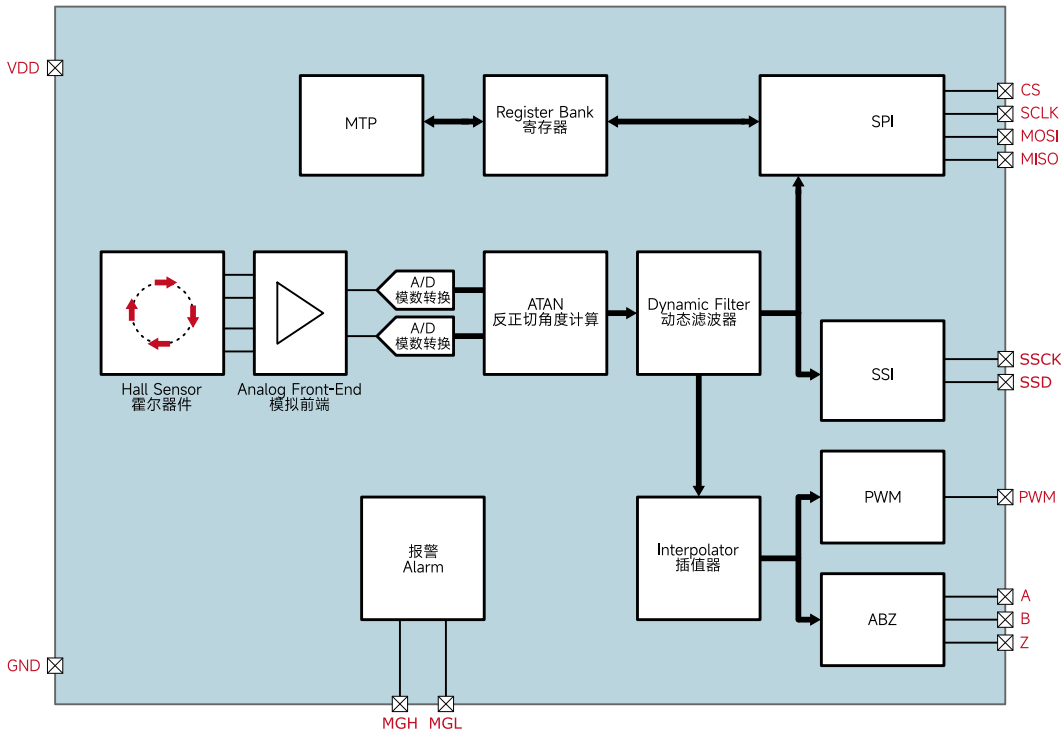 VDD
MTP
Register Bank
寄存器
SPI
CS
SCLK
MOSI
MISO
A/D
模数转换
A/D
模数转换
ATAN
反正切角度计算
Dynamic Filter
动态滤波器
Hall Sensor
霍尔器件
Analog Front-End
模拟前端
SSI
SSCK
SSD
报警
Alarm
Interpolator
插值器
PWM
PWM
ABZ
A
B
Z
GND
MGH
MGL